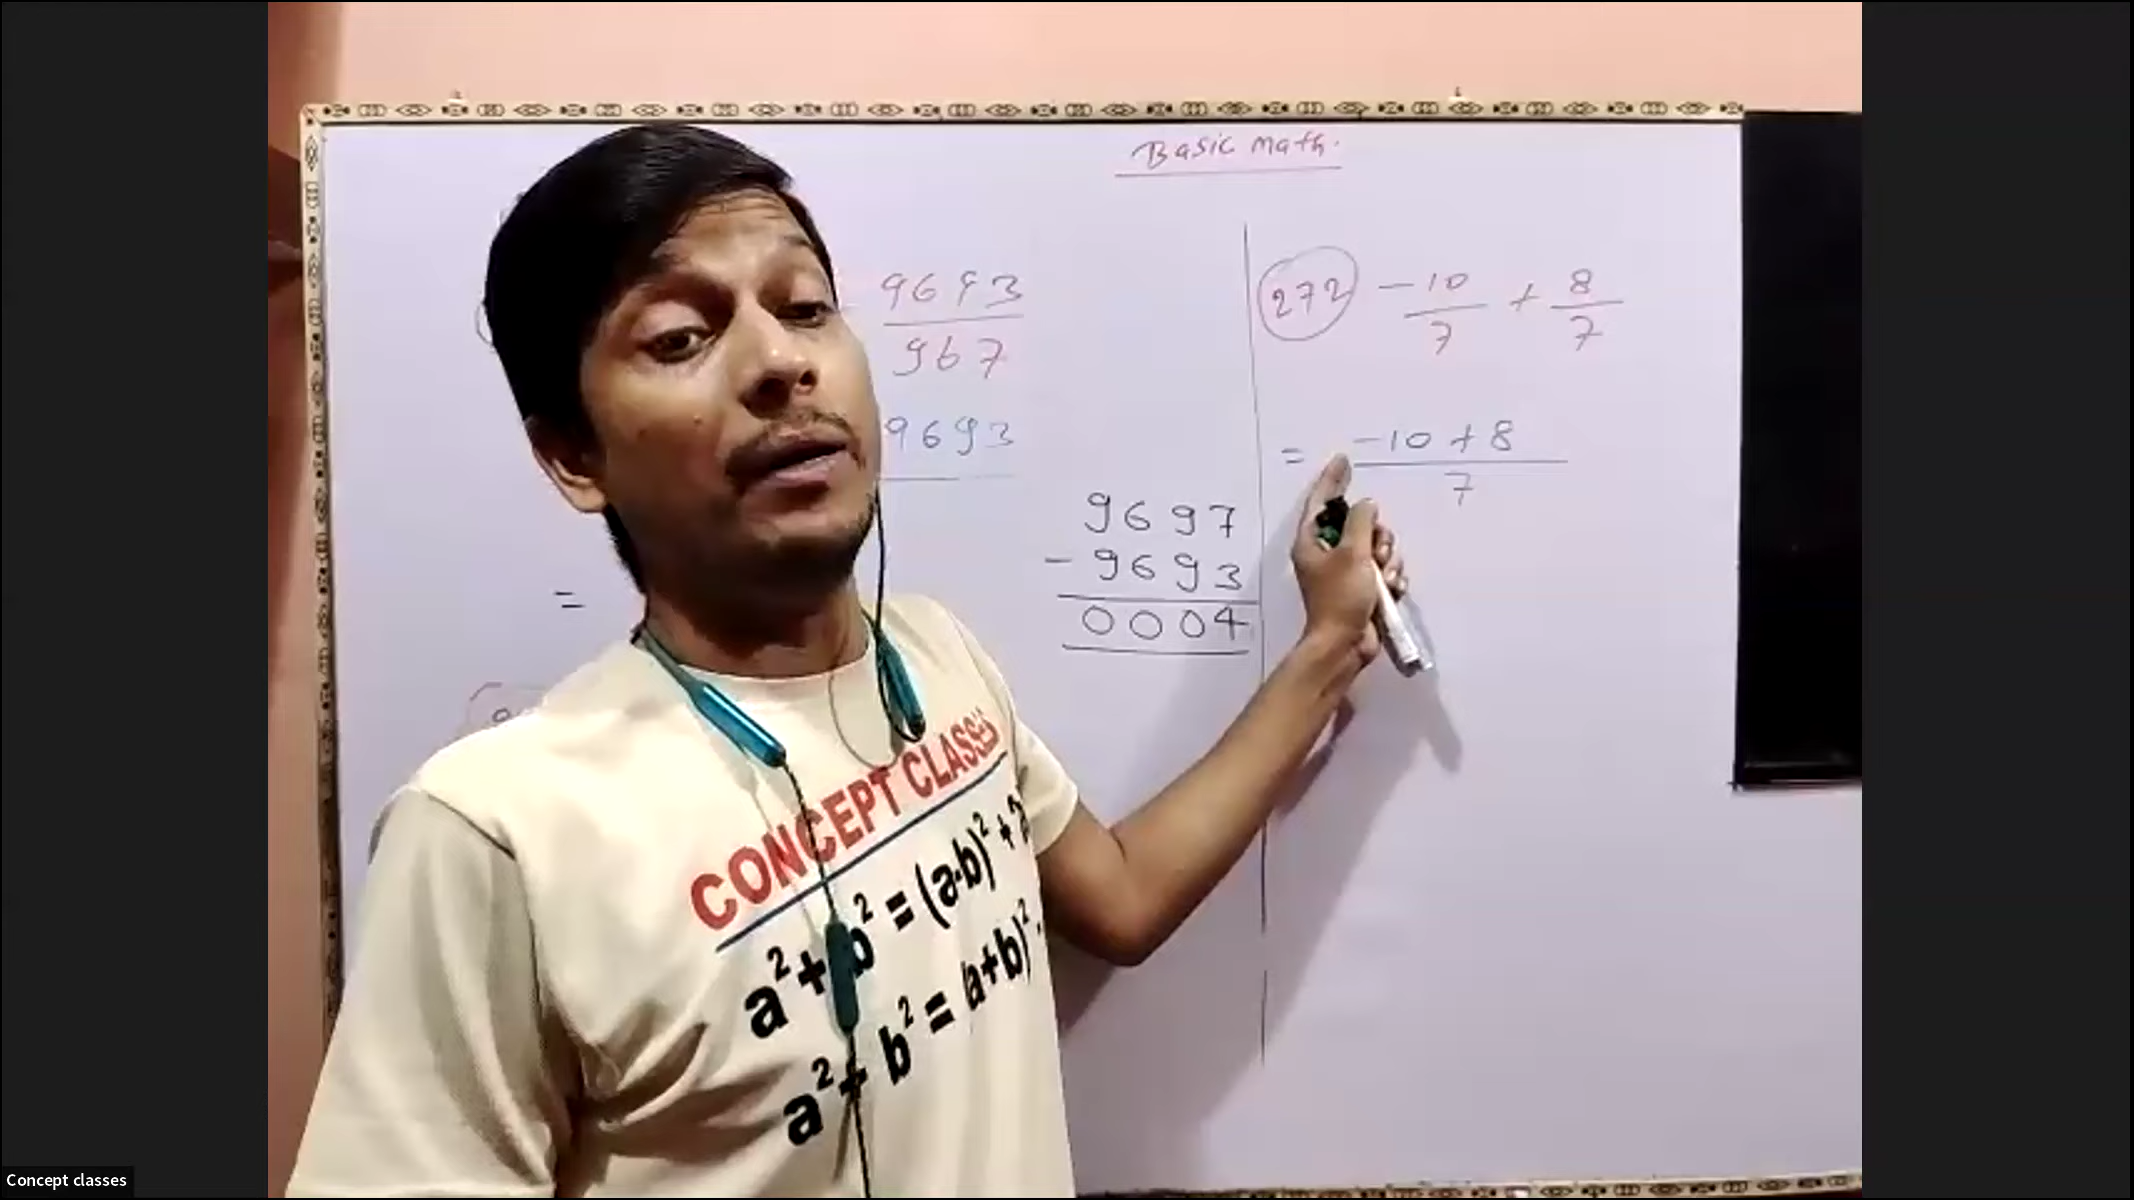 Basic Math.
9693
967
9693
=
9697
- 9693
0004
272 -10/7 + 8/7
= -10+8/7
CONCEPT CLASSES
a²+b²=(a-b)²+2
a²+b²=(a+b)²-
Concept classes